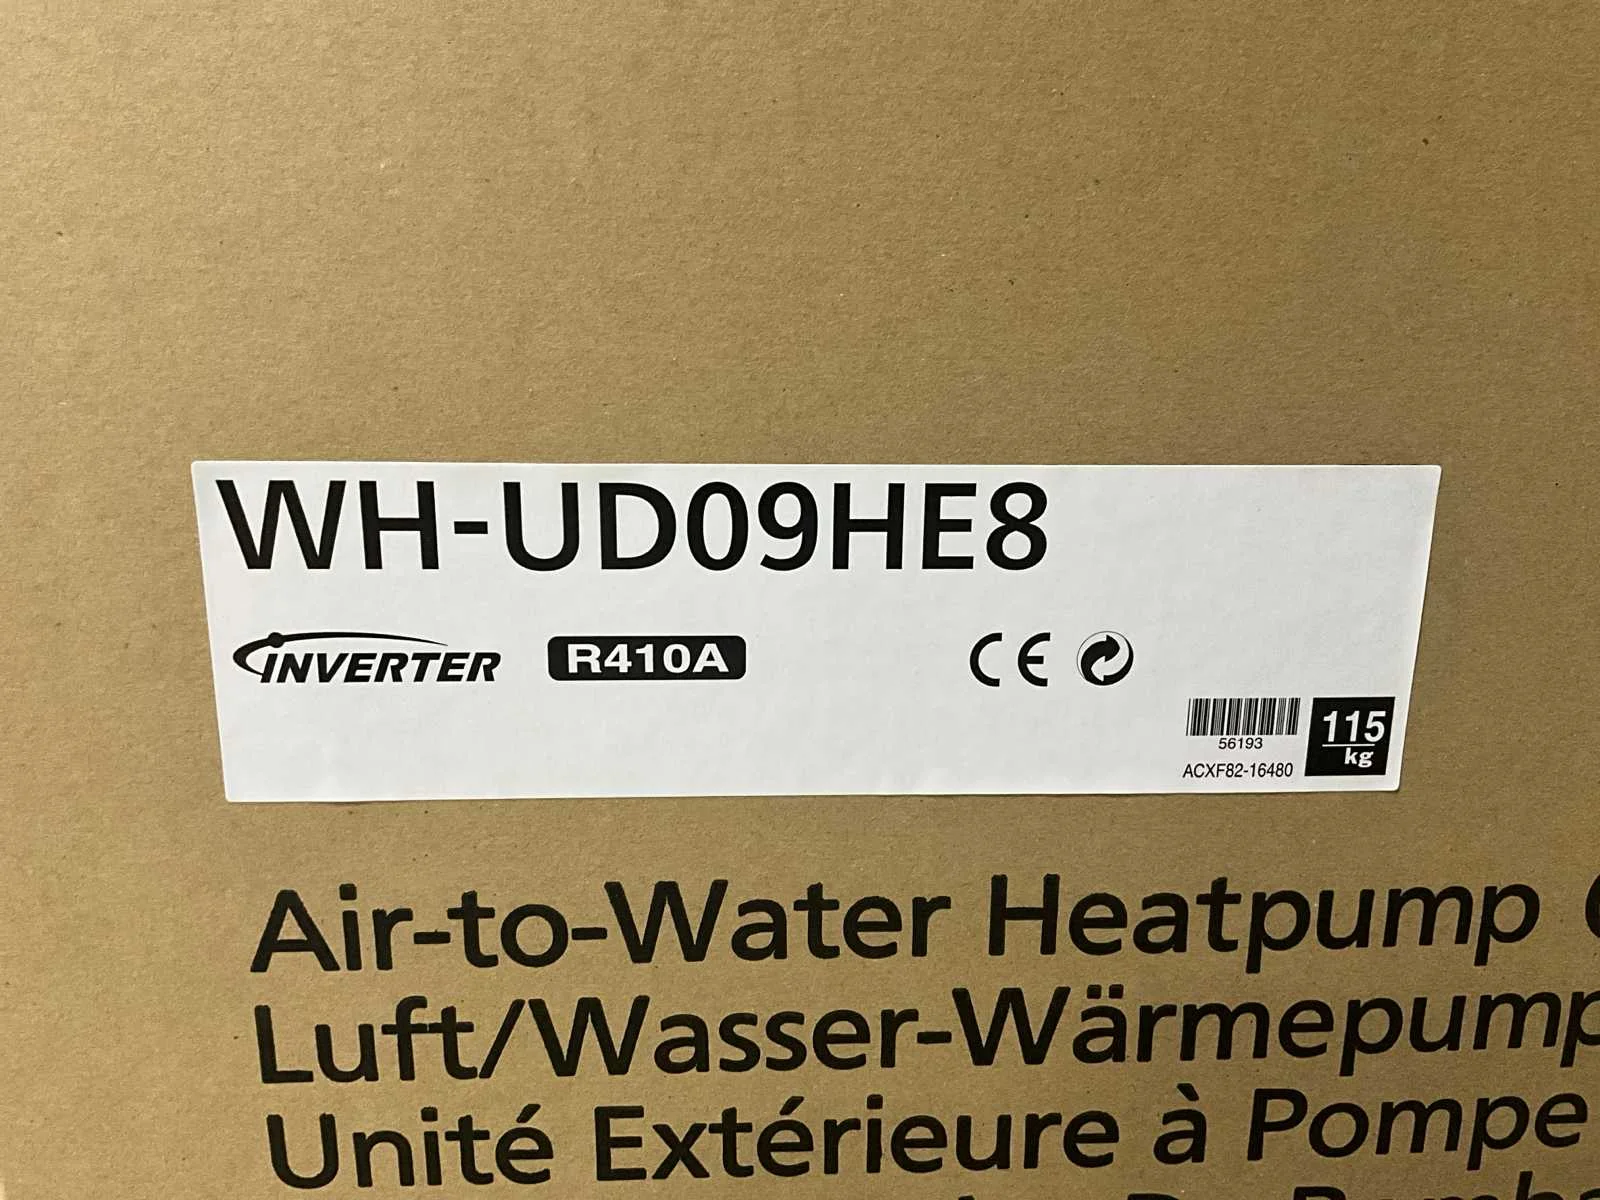 WH-UD09HE8
INVERTER R410A CE
56193
ACXF82-16480
115
kg
Air-to-Water Heatpump
Luft/Wasser-Wärmepump
Unité Extérieure à Pompe